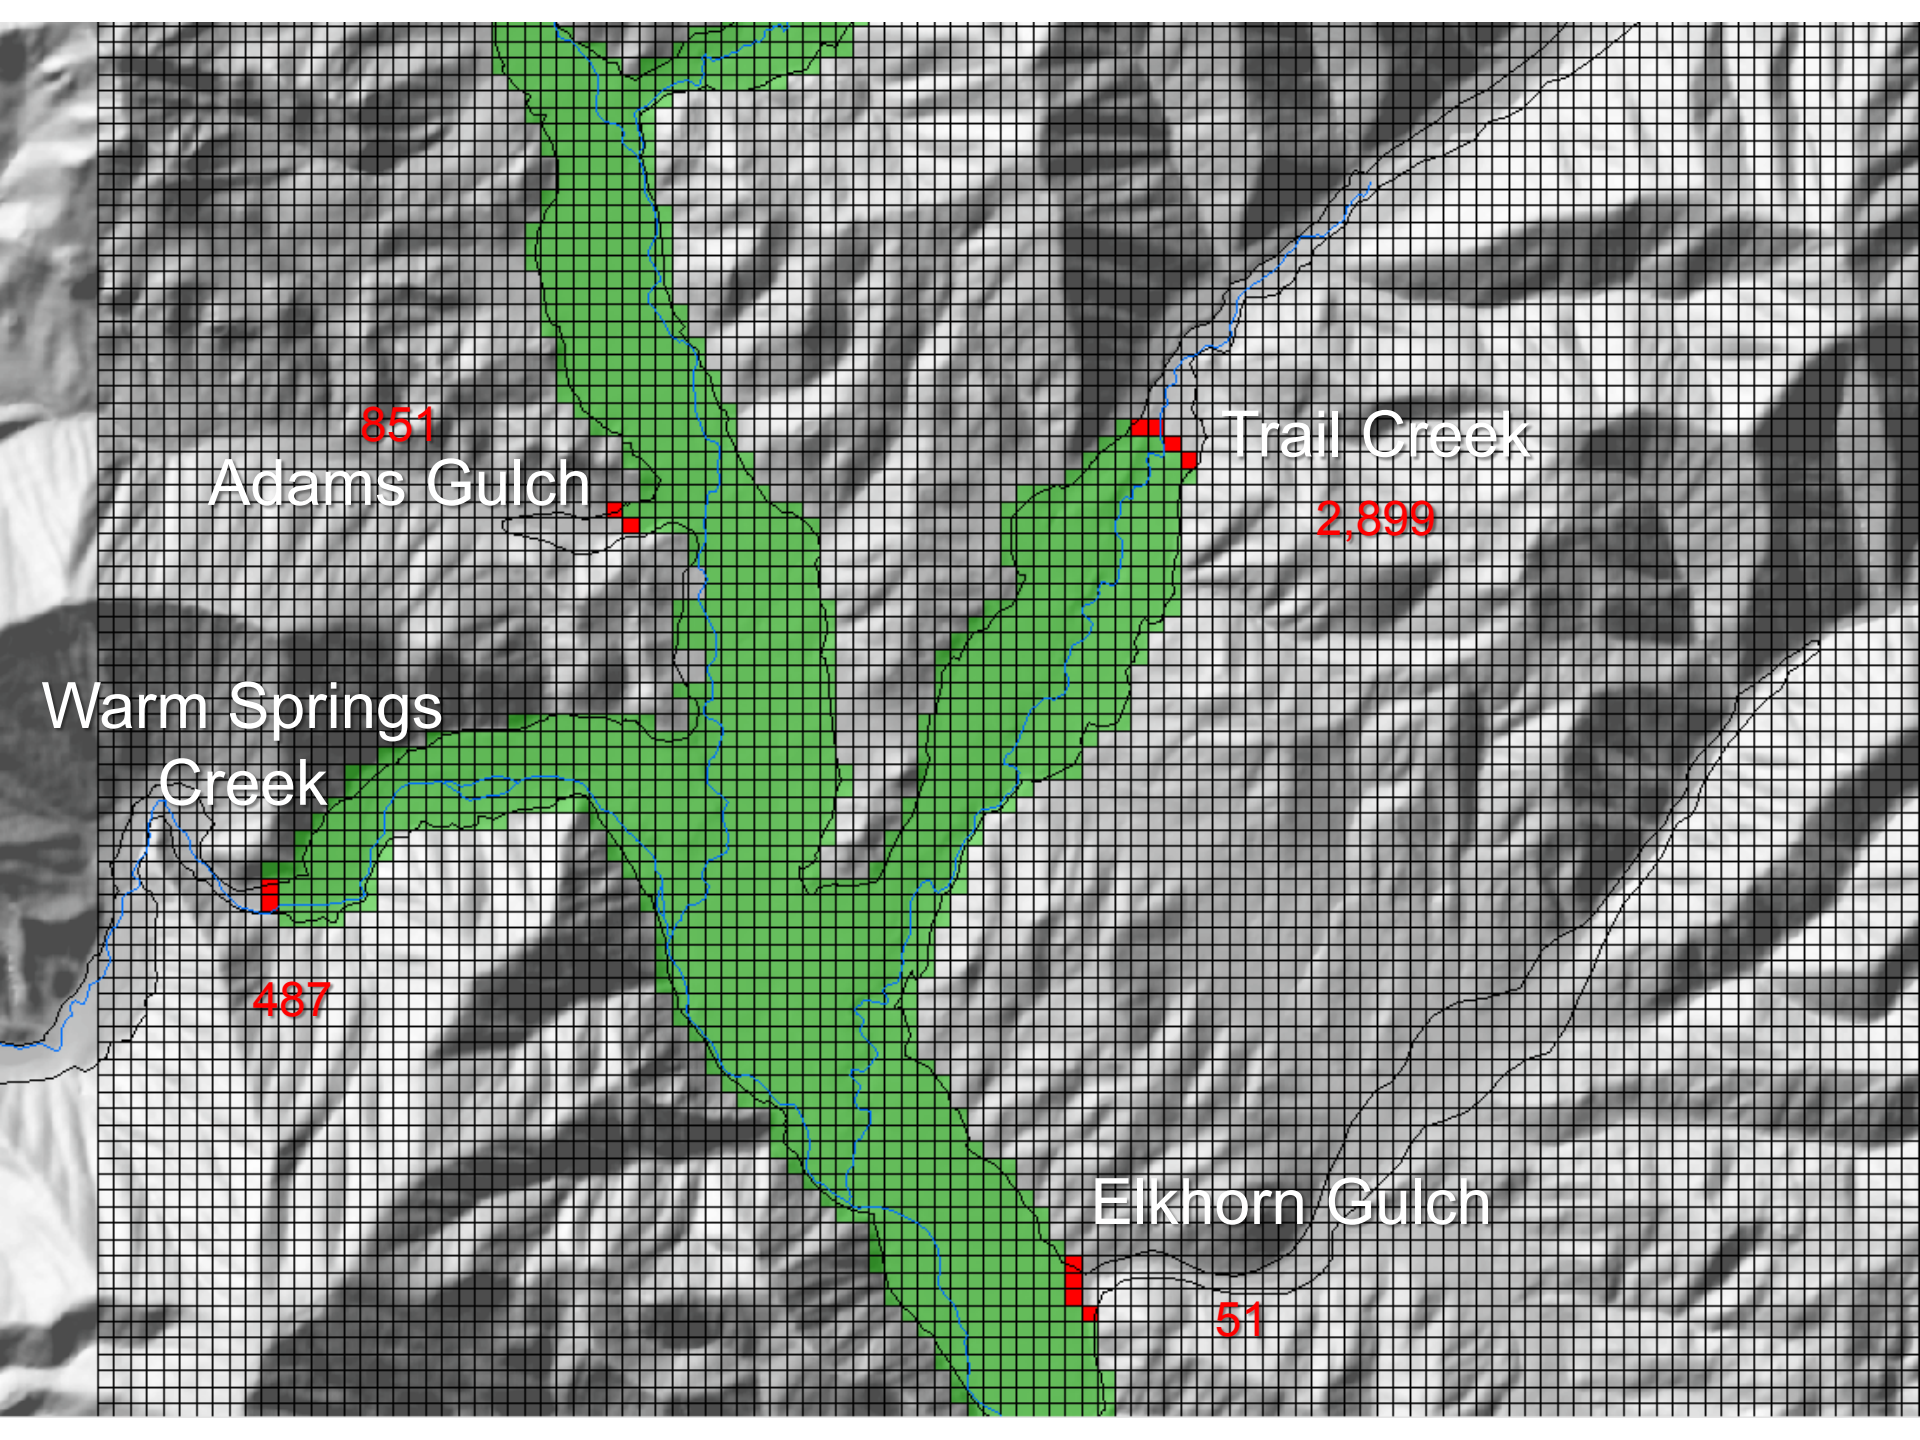 851
Adams Gulch
Trail Creek
2,899
Warm Springs
Creek
487
Elkhorn Gulch
51